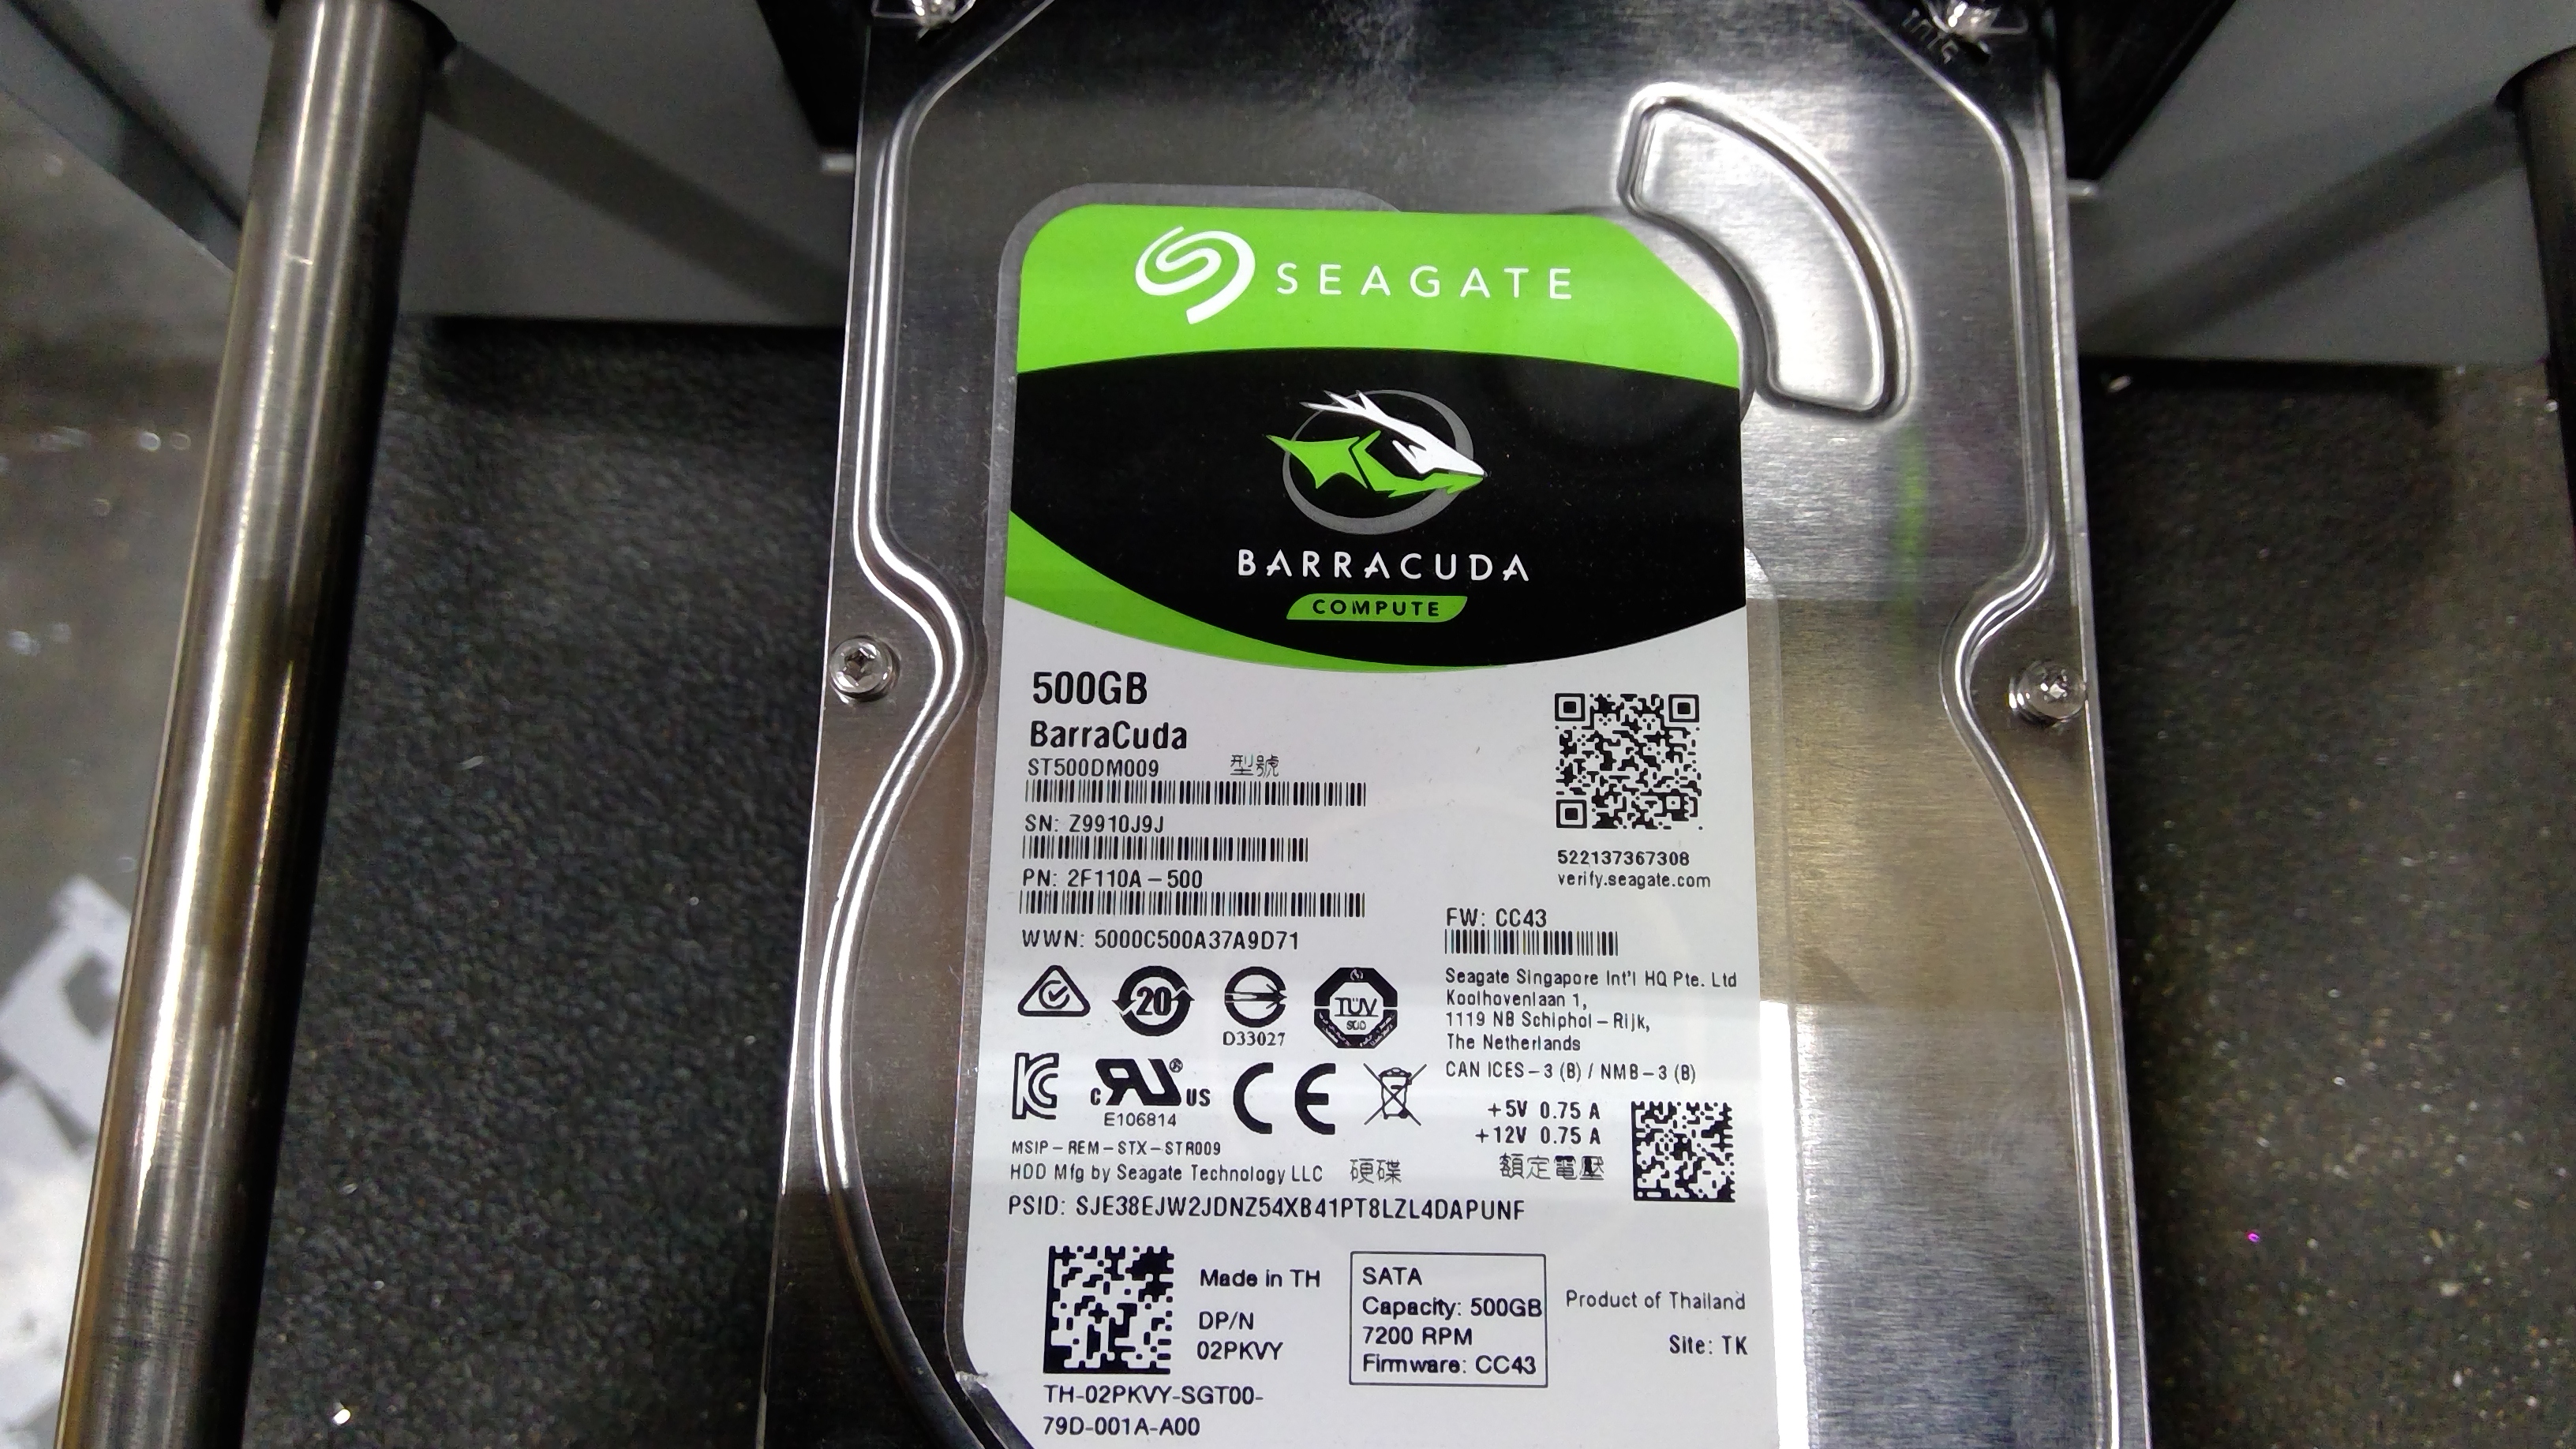 SEAGATE
BARRACUDA
COMPUTE
500GB
BarraCuda
ST500DM009 型號
SN: Z9910J9J
PN: 2F110A-500
WWN: 5000C500A37A9D71
522137367308
verify.seagate.com
FW: CC43
Seagate Singapore Int'l HQ Pte. Ltd
Koolhovenlaan 1,
1119 NB Schiphol-Rijk,
The Netherlands
CAN ICES-3 (B) / NMB-3 (B)
20
D33027
TÜV
SÜD
c US
E106814
CE
+5V 0.75 A
+12V 0.75 A
額定電壓
MSIP-REM-STX-STR009
HDD Mfg by Seagate Technology LLC 硬碟
PSID: SJE38EJW2JDNZ54XB41PT8LZL4DAPUNF
Made in TH
DP/N
02PKVY
TH-02PKVY-SGT00-
79D-001A-A00
SATA
Capacity: 500GB
7200 RPM
Firmware: CC43
Product of Thailand
Site: TK